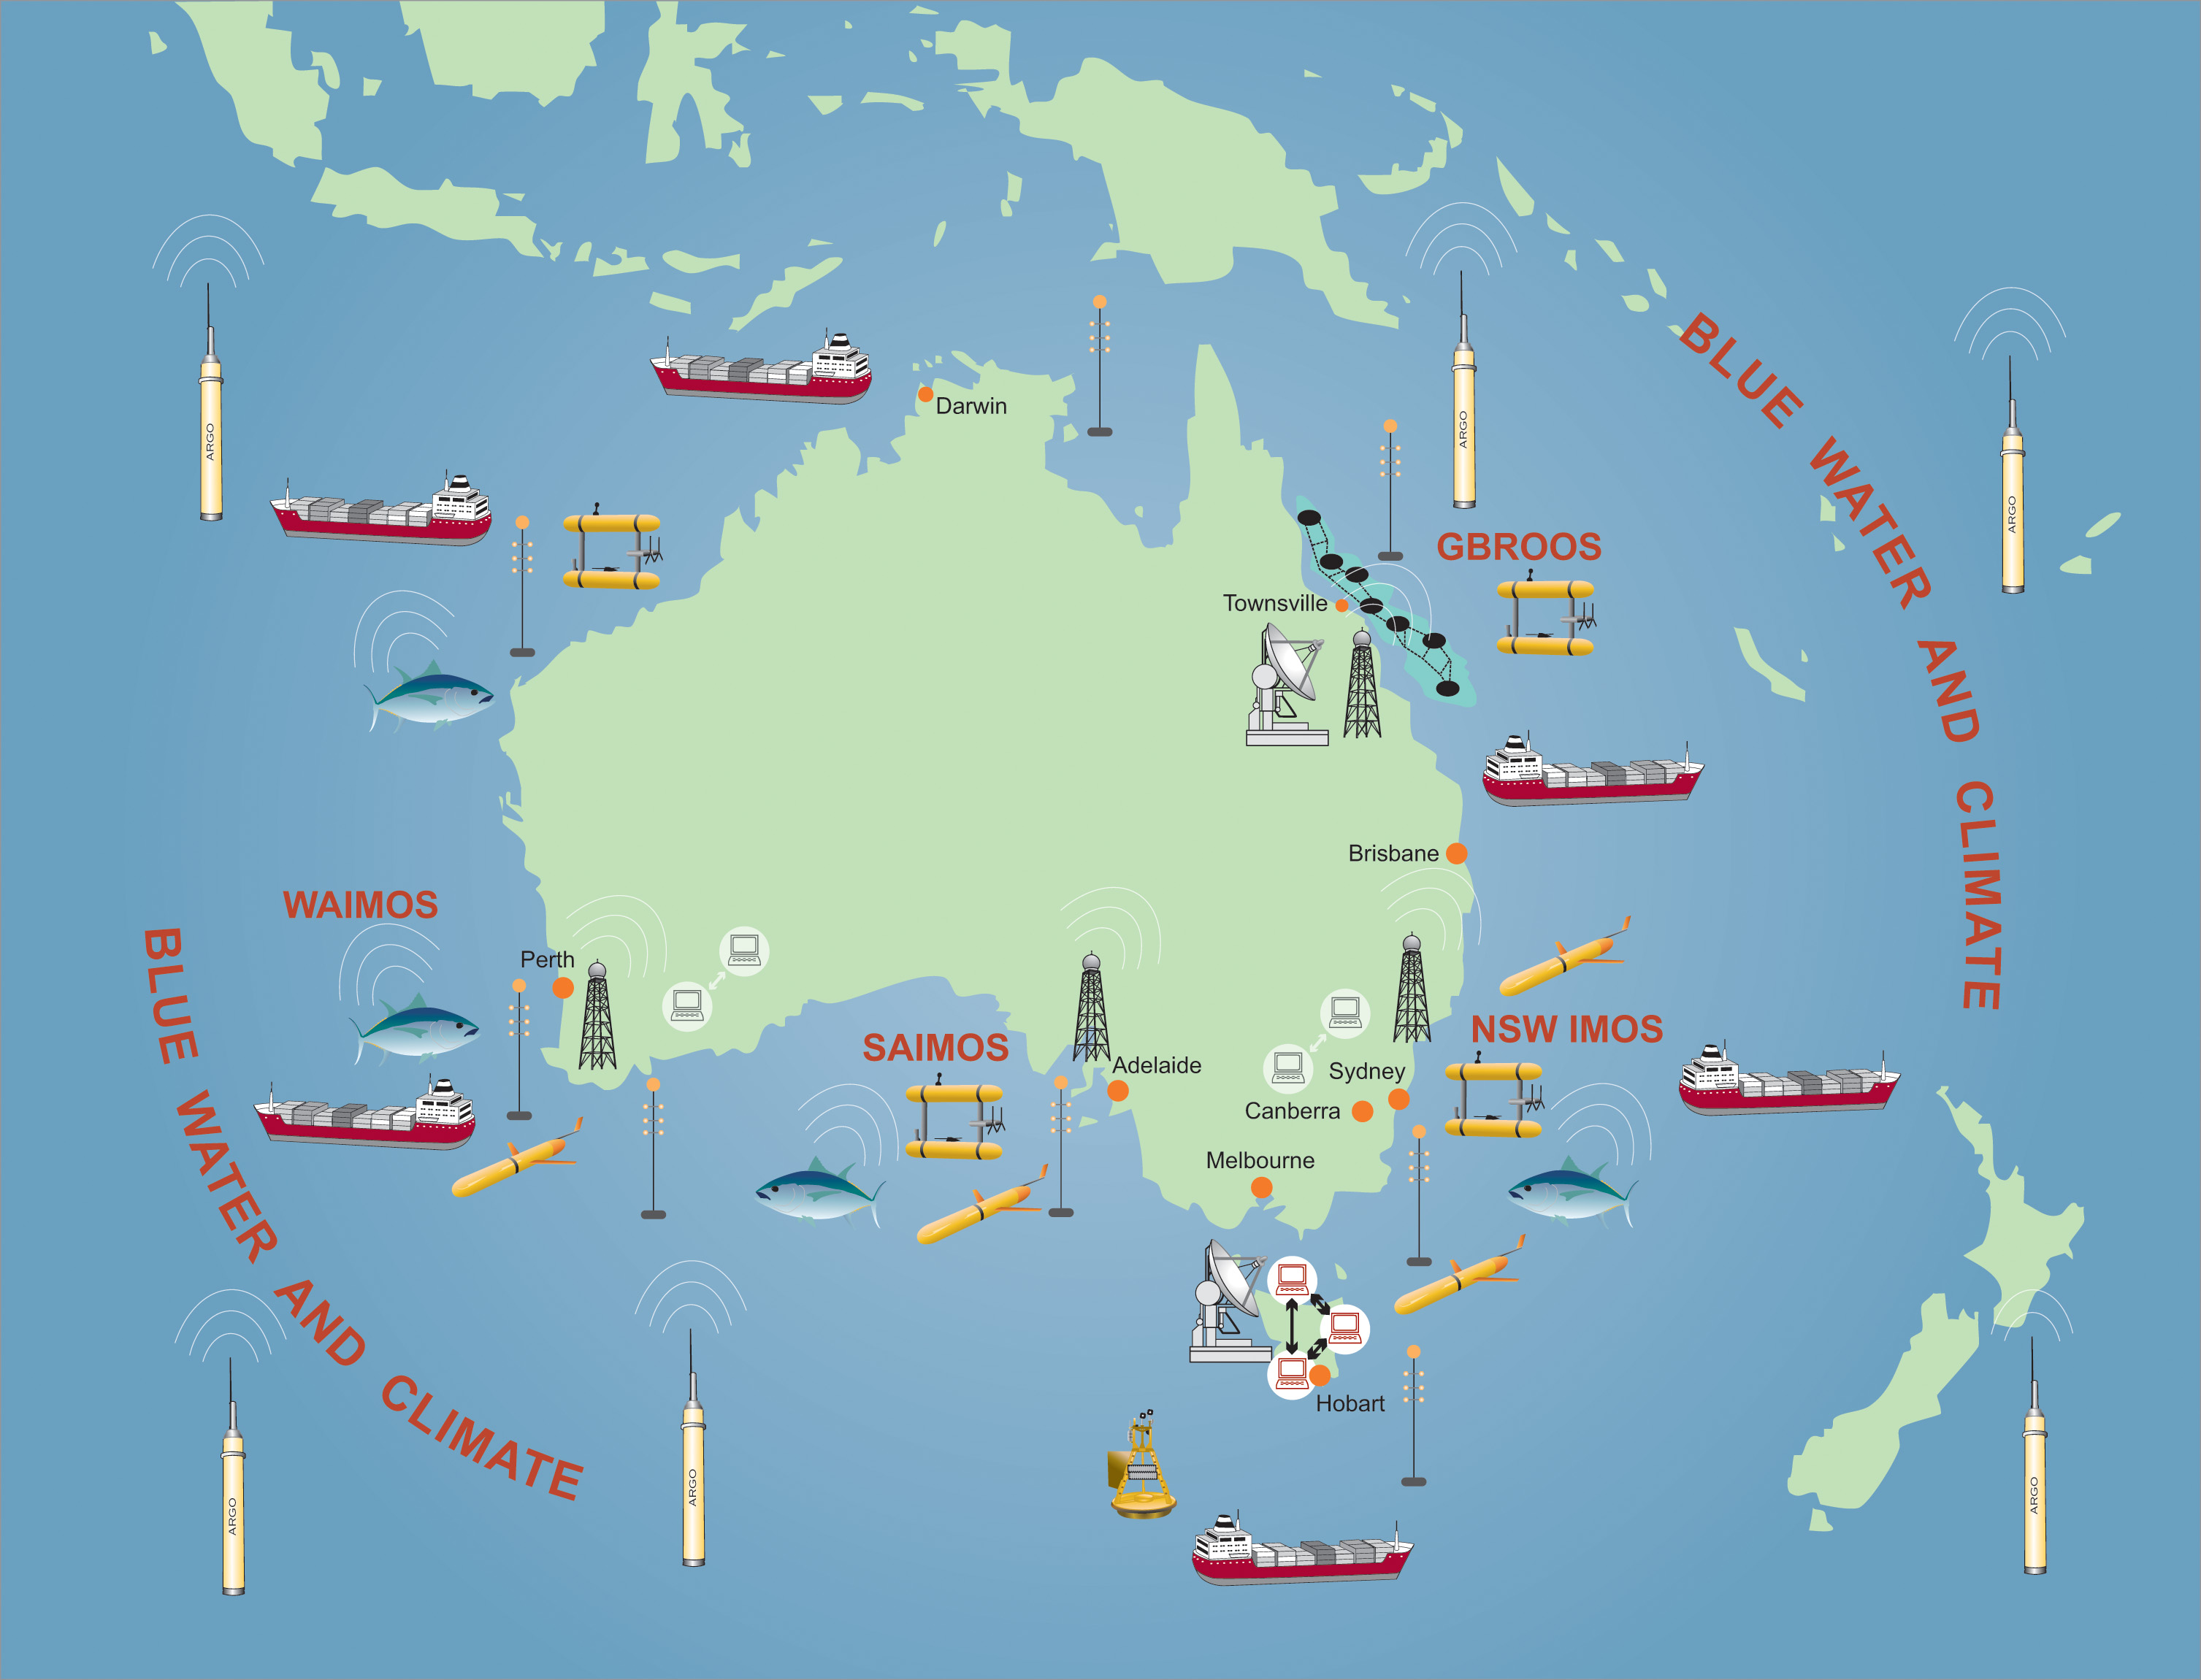 BLUE WATER AND CLIMATE
Darwin
ARGO
ARGO
ARGO
GBROOS
Townsville
Brisbane
WAIMOS
Perth
BLUE WATER AND CLIMATE
NSW IMOS
SAIMOS
Adelaide
Sydney
Canberra
Melbourne
Hobart
ARGO
ARGO
ARGO